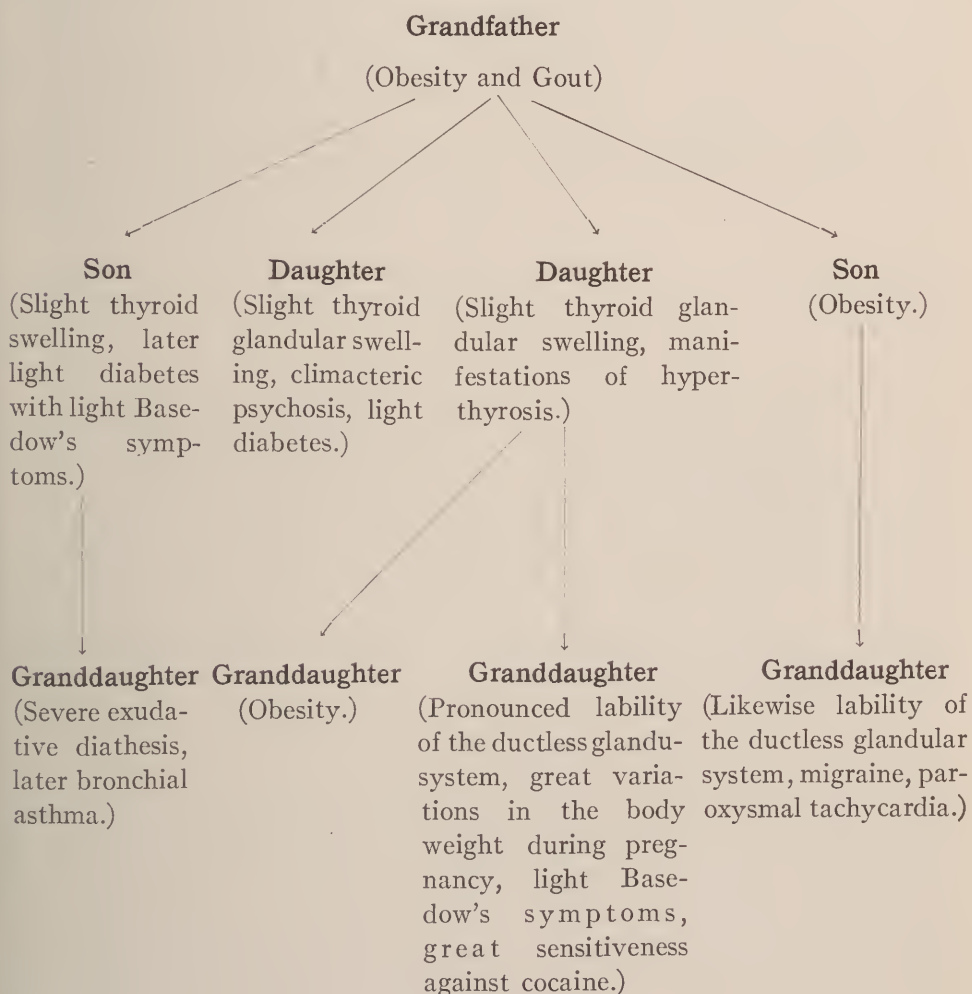 Grandfather
(Obesity and Gout)
Son
(Slight thyroid
swelling, later
light diabetes
with light Base-
dow's symp-
toms.)
Daughter
(Slight thyroid
glandular swell-
ing, climacteric
psychosis, light
diabetes.)
Daughter
(Slight thyroid glan-
dular swelling, mani-
festations of hyper-
thyrosis.)
Son
(Obesity.)
Granddaughter
(Severe exuda-
tive diathesis,
later bronchial
asthma.)
Granddaughter
(Obesity.)
Granddaughter
(Pronounced lability
of the ductless glandu-
system, great varia-
tions in the body
weight during preg-
nancy, light Base-
dow's symptoms,
great sensitiveness
against cocaine.)
Granddaughter
(Likewise lability of
the ductless glandular
system, migraine, par-
oxysmal tachycardia.)